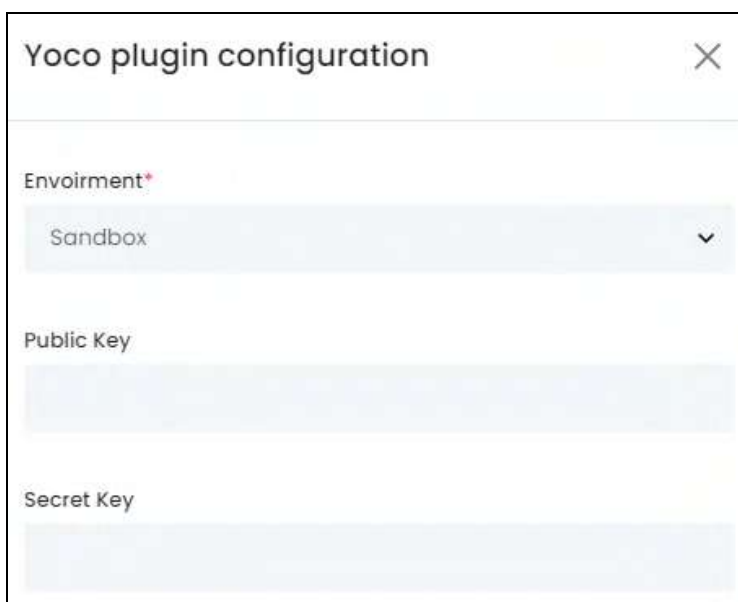 Yoco plugin configuration
Envoirment*
Sandbox
Public Key
Secret Key